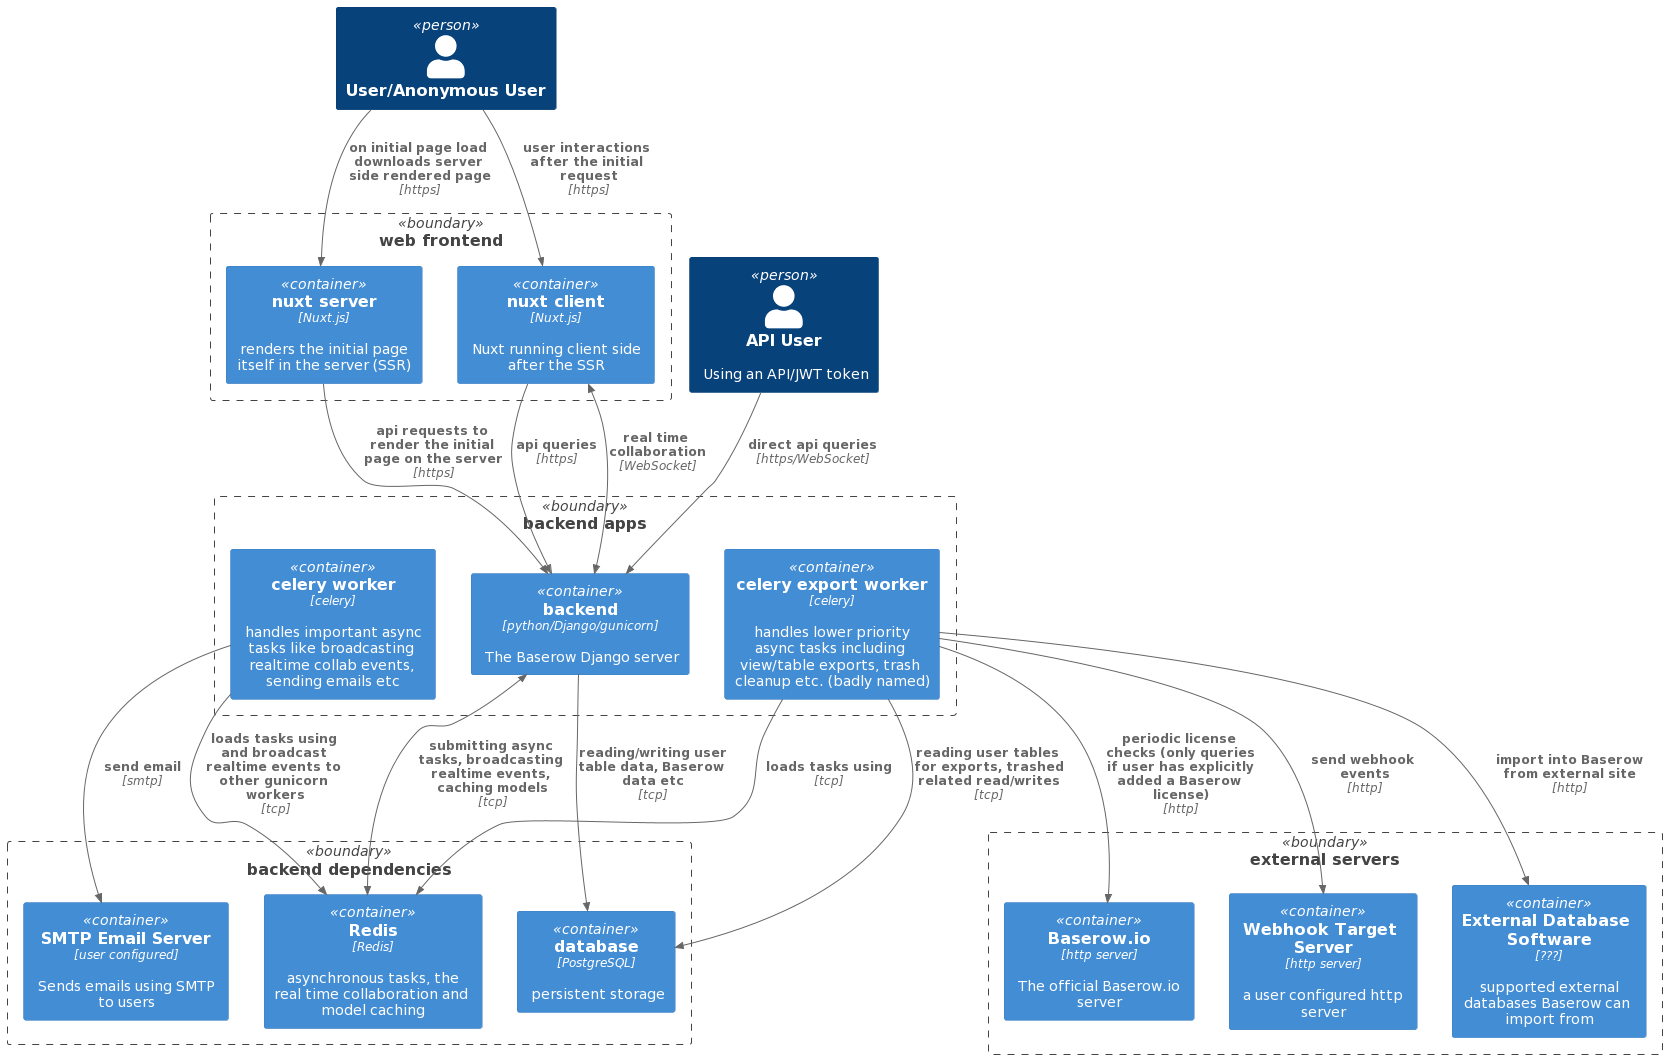 «person»
User/Anonymous User
on initial page load
downloads server
side rendered page
[https]
user interactions
after the initial
request
[https]
«boundary»
web frontend
«container»
nuxt server
[Nuxt.js]
renders the initial page
itself in the server (SSR)
«container»
nuxt client
[Nuxt.js]
Nuxt running client side
after the SSR
«person»
API User
Using an API/JWT token
api requests to
render the initial
page on the server
[https]
api queries
[https]
real time
collaboration
[WebSocket]
direct api queries
[https/WebSocket]
«boundary»
backend apps
«container»
celery worker
[celery]
handles important async
tasks like broadcasting
realtime collab events,
sending emails etc
«container»
backend
[python/Django/gunicorn]
The Baserow Django server
«container»
celery export worker
[celery]
handles lower priority
async tasks including
view/table exports, trash
cleanup etc. (badly named)
send email
[smtp]
loads tasks using
and broadcast
realtime events to
other gunicorn
workers
[tcp]
submitting async
tasks, broadcasting
realtime events,
caching models
[tcp]
reading/writing user
table data, Baserow
data etc
[tcp]
loads tasks using
[tcp]
reading user tables
for exports, trashed
related read/writes
[tcp]
periodic license
checks (only queries
if user has explicitly
added a Baserow
license)
[http]
send webhook
events
[http]
import into Baserow
from external site
[http]
«boundary»
backend dependencies
«container»
SMTP Email Server
[user configured]
Sends emails using SMTP
to users
«container»
Redis
[Redis]
asynchronous tasks, the
real time collaboration and
model caching
«container»
database
[PostgreSQL]
persistent storage
«boundary»
external servers
«container»
Baserow.io
[http server]
The official Baserow.io
server
«container»
Webhook Target
Server
[http server]
a user configured http
server
«container»
External Database
Software
[???]
supported external
databases Baserow can
import from